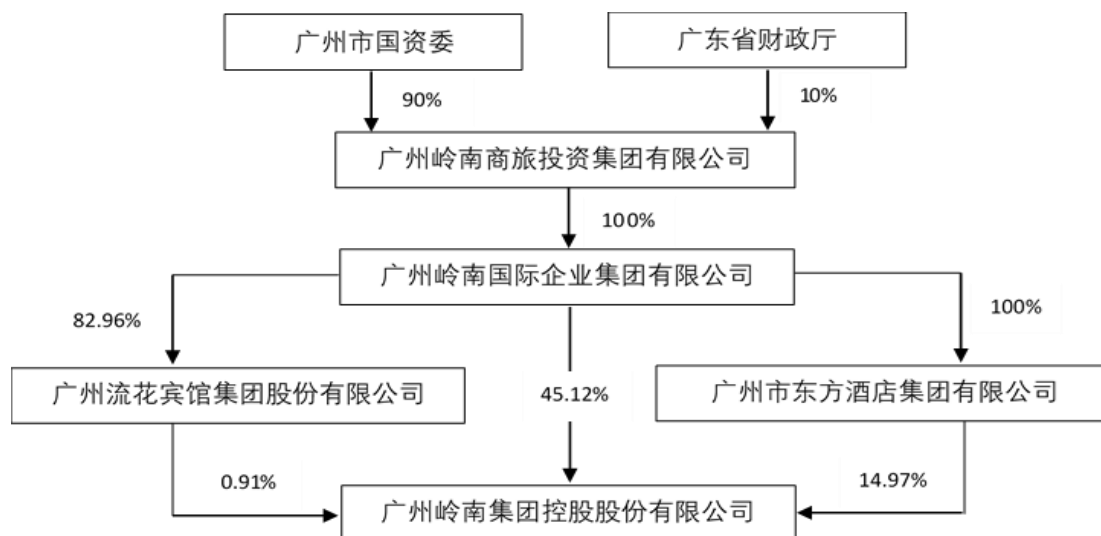 广州市国资委
广东省财政厅
90%
10%
广州岭南商旅投资集团有限公司
100%
广州岭南国际企业集团有限公司
82.96%
100%
广州流花宾馆集团股份有限公司
45.12%
广州市东方酒店集团有限公司
0.91%
14.97%
广州岭南集团控股股份有限公司